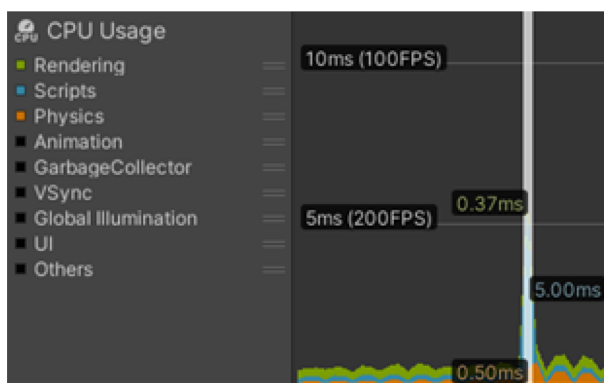 CPU
CPU Usage
Rendering
Scripts
Physics
Animation
GarbageCollector
VSync
Global Illumination
UI
Others
10ms (100FPS)
0.37ms
5ms (200FPS)
5.00ms
0.50ms